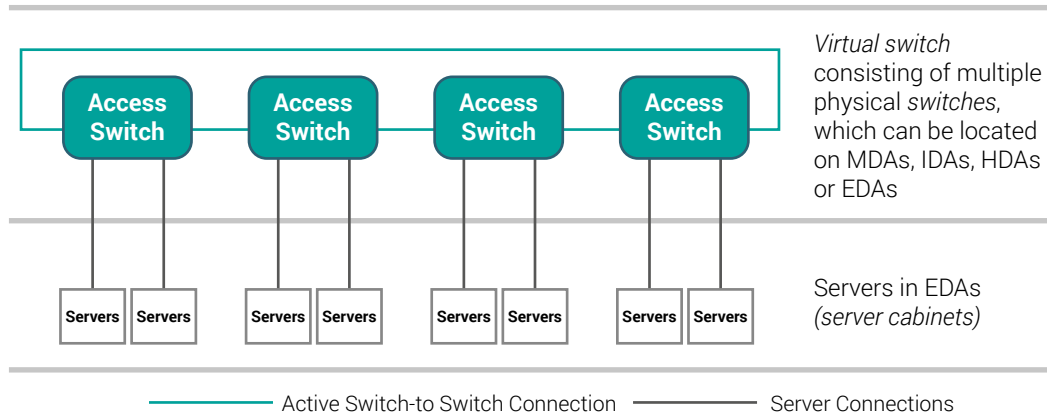 Virtual switch
consisting of multiple
physical switches,
which can be located
on MDAs, IDAs, HDAs
or EDAs
Access
Switch
Access
Switch
Access
Switch
Access
Switch
Servers
Servers
Servers
Servers
Servers
Servers
Servers
Servers
Servers in EDAs
(server cabinets)
Active Switch-to Switch Connection
Server Connections